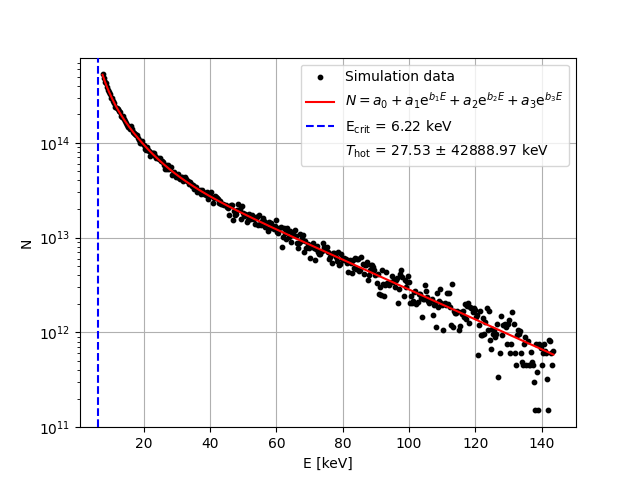 Simulation data
N = a₀ + a₁e^{b₁E} + a₂e^{b₂E} + a₃e^{b₃E}
E_crit = 6.22 keV
T_hot = 27.53 ± 42888.97 keV
N
10¹⁴
10¹³
10¹²
10¹¹
20 40 60 80 100 120 140
E [keV]